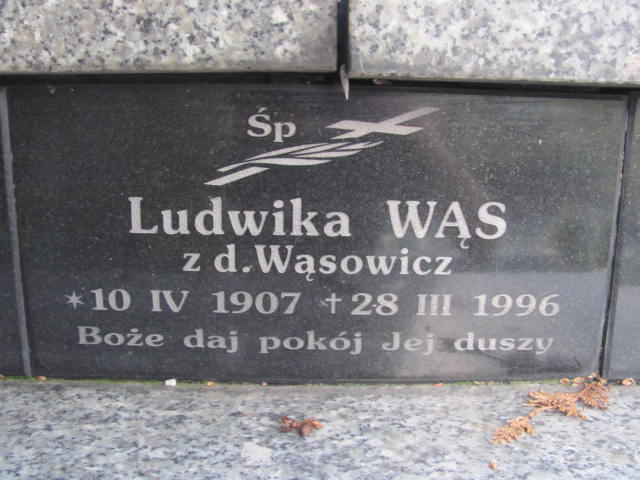 Śp
Ludwika WĄS
z d. Wąsowicz
*10 IV 1907 +28 III 1996
Boże daj pokój Jej duszy